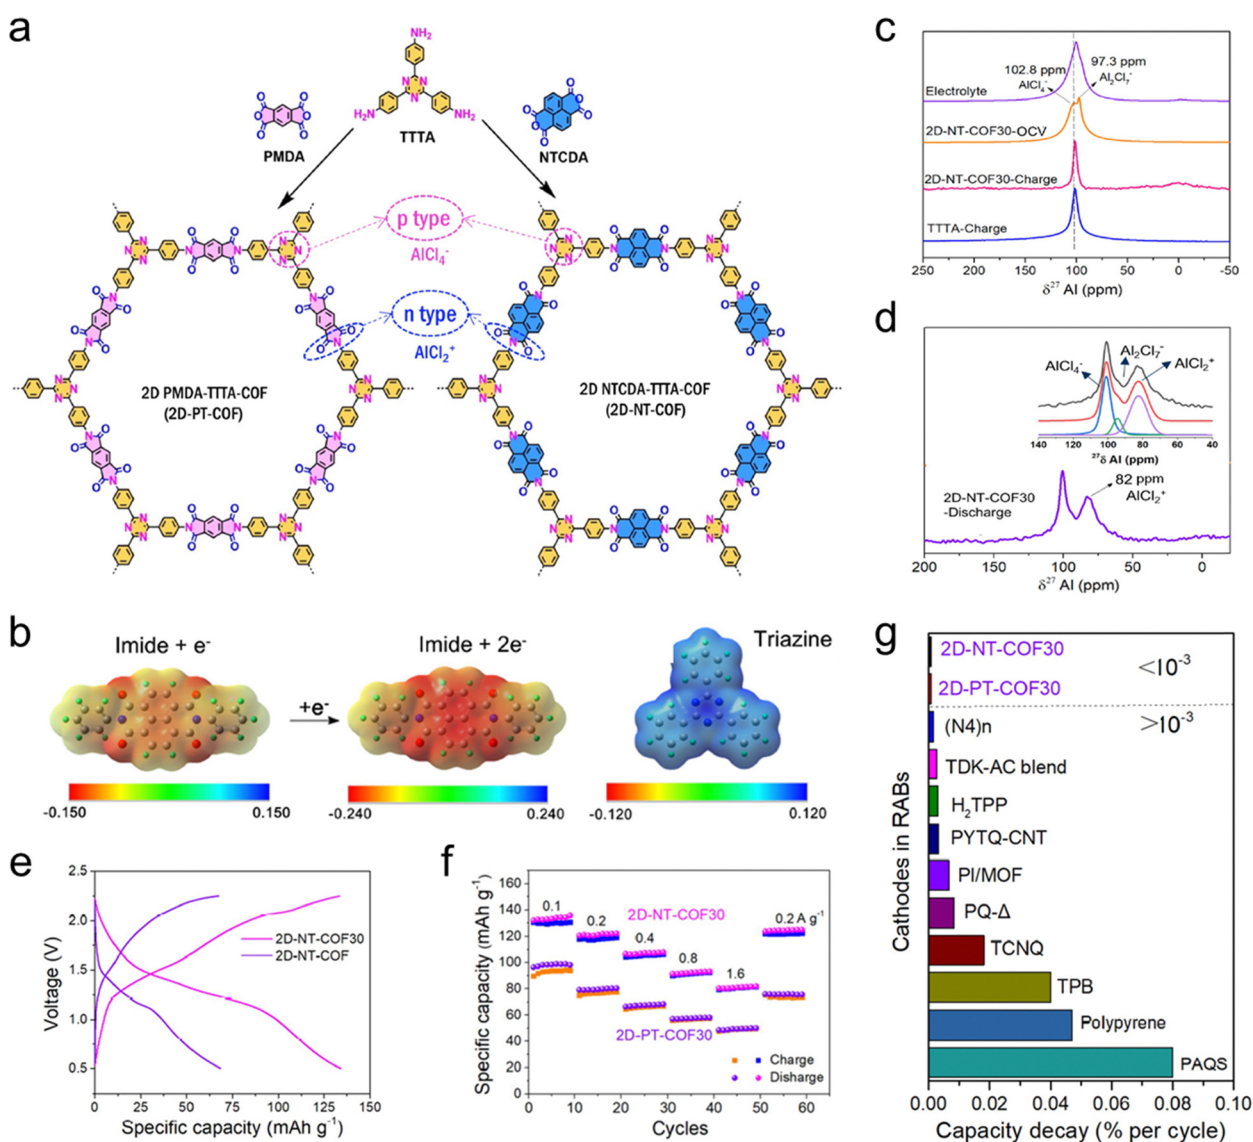 a
NH₂
H₂N
NH₂
PMDA
TTTA
NTCDA
p type
AlCl₄⁻
n type
AlCl₂⁺
2D PMDA-TTTA-COF
(2D-PT-COF)
2D NTCDA-TTTA-COF
(2D-NT-COF)
b
Imide + e⁻
Imide + 2e⁻
Triazine
+e⁻
-0.150 0.150
-0.240 0.240
-0.120 0.120
c
102.8 ppm
AlCl₄⁻
97.3 ppm
Al₂Cl₇⁻
Electrolyte
2D-NT-COF30-OCV
2D-NT-COF30-Charge
TTTA-Charge
250 200 150 100 50 0 -50
δ²⁷ Al (ppm)
d
AlCl₄⁻
Al₂Cl₇⁻
AlCl₂⁺
140 120 100 80 60 40
²⁷δ Al (ppm)
2D-NT-COF30
-Discharge
82 ppm
AlCl₂⁺
200 150 100 50 0
δ²⁷ Al (ppm)
e
Voltage (V)
2.5
2.0
1.5
1.0
0.5
2D-NT-COF30
2D-NT-COF
0 25 50 75 100 125 150
Specific capacity (mAh g⁻¹)
f
Specific capacity (mAh g⁻¹)
160
140
120
100
80
60
40
20
0
0.1
0.2
0.4
0.8
1.6
0.2 A g⁻¹
2D-NT-COF30
2D-PT-COF30
Charge
Disharge
0 10 20 30 40 50 60
Cycles
g
Cathodes in RABs
2D-NT-COF30
<10⁻³
2D-PT-COF30
>10⁻³
(N4)n
TDK-AC blend
H₂TPP
PYTQ-CNT
PI/MOF
PQ-Δ
TCNQ
TPB
Polypyrene
PAQS
0.00 0.02 0.04 0.06 0.08 0.10
Capacity decay (% per cycle)